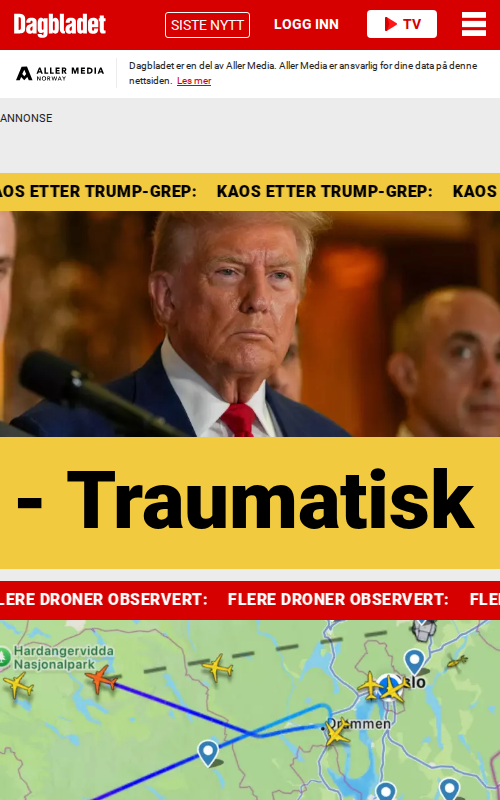 Dagbladet
SISTE NYTT
LOGG INN
TV
ALLER MEDIA
NORWAY
Dagbladet er en del av Aller Media. Aller Media er ansvarlig for dine data på denne
nettsiden. Les mer
ANNONSE
AOS ETTER TRUMP-GREP: KAOS ETTER TRUMP-GREP: KAOS
- Traumatisk
LERE DRONER OBSERVERT: FLERE DRONER OBSERVERT: FLE
Hardangervidda
Nasjonalpark
slo
Drammen